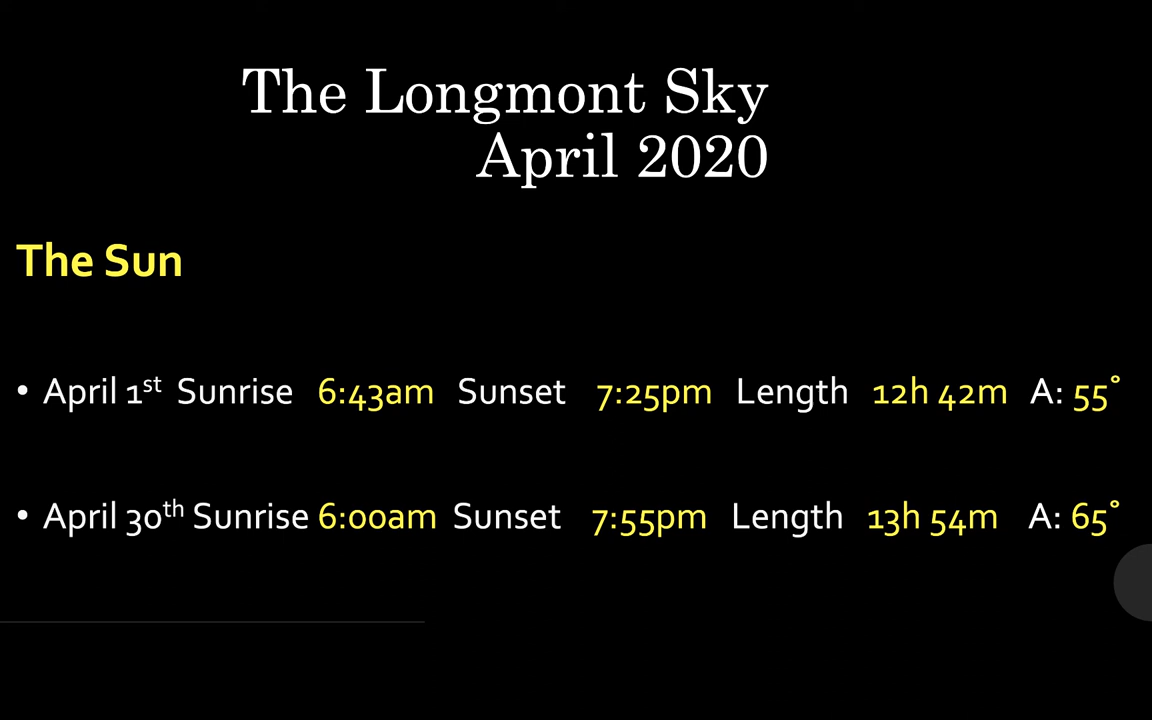 The Longmont Sky
April 2020
The Sun
• April 1st Sunrise 6:43am Sunset 7:25pm Length 12h 42m A: 55°
• April 30th Sunrise 6:00am Sunset 7:55pm Length 13h 54m A: 65°